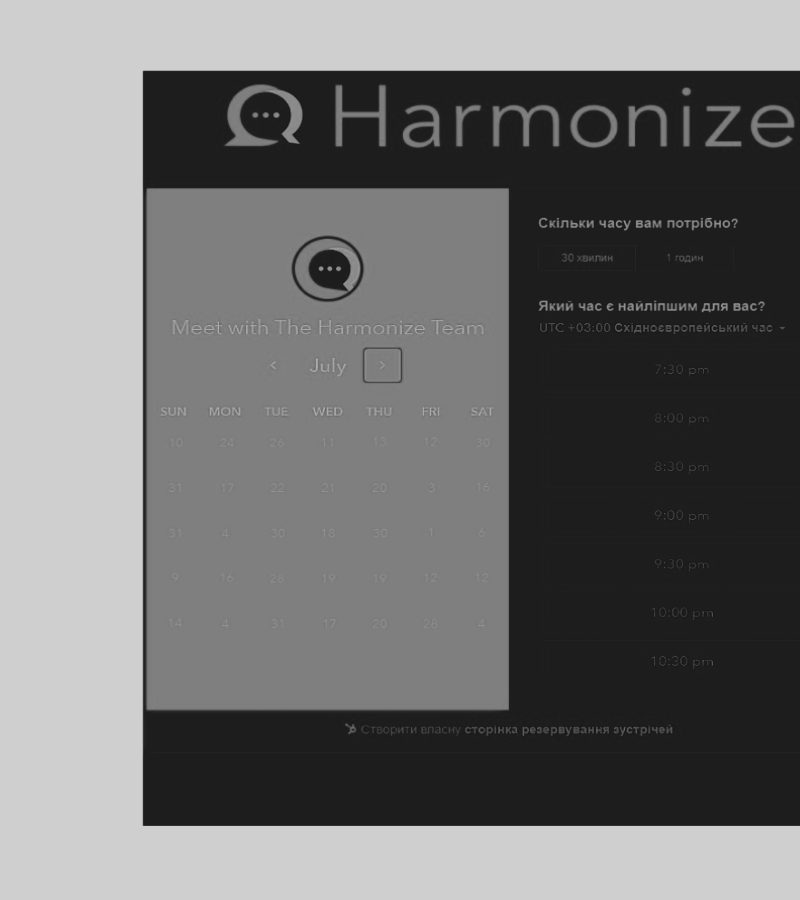 Harmonize
Meet with The Harmonize Team
July
SUN MON TUE WED THU FRI SAT
10 24 26 11 13 12 30
31 17 22 21 20 3 16
31 4 30 18 30 1 6
9 16 28 19 19 12 12
14 4 31 17 20 28 4
Скільки часу вам потрібно?
30 хвилин 1 годин
Який час є найліпшим для вас?
UTC +03:00 Східноєвропейський час
7:30 pm
8:00 pm
8:30 pm
9:00 pm
9:30 pm
10:00 pm
10:30 pm
Створити власну сторінка резервування зустрічей